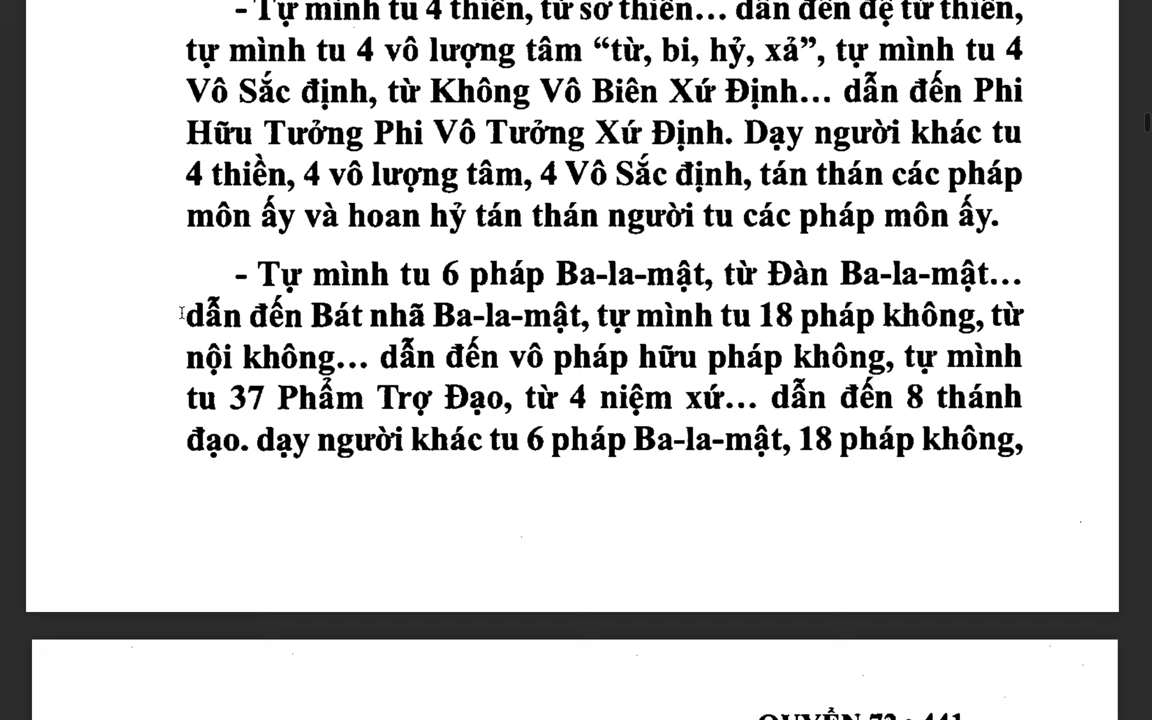 - Tự mình tu 4 thiền, từ sơ thiền... dẫn đến đệ tứ thiền,
tự mình tu 4 vô lượng tâm “từ, bi, hỷ, xả”, tự mình tu 4
Vô Sắc định, từ Không Vô Biên Xứ Định... dẫn đến Phi
Hữu Tưởng Phi Vô Tưởng Xứ Định. Dạy người khác tu
4 thiền, 4 vô lượng tâm, 4 Vô Sắc định, tán thán các pháp
môn ấy và hoan hỷ tán thán người tu các pháp môn ấy.
- Tự mình tu 6 pháp Ba-la-mật, từ Đàn Ba-la-mật...
dẫn đến Bát nhã Ba-la-mật, tự mình tu 18 pháp không, từ
nội không... dẫn đến vô pháp hữu pháp không, tự mình
tu 37 Phẩm Trợ Đạo, từ 4 niệm xứ... dẫn đến 8 thánh
đạo. dạy người khác tu 6 pháp Ba-la-mật, 18 pháp không,
QUYỂN 73 • 441